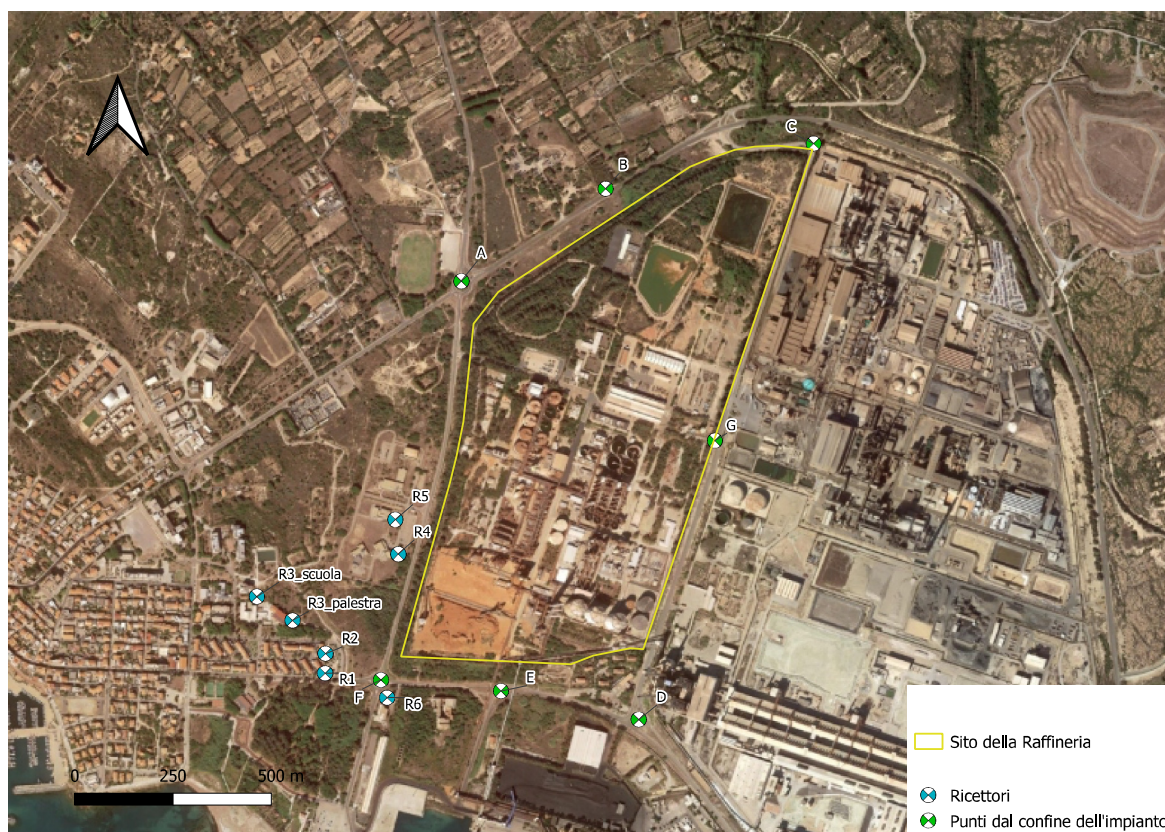 C
B
A
G
R5
R4
R3_scuola
R3_palestra
R2
R1
F
R6
E
D
0 250 500 m
Sito della Raffineria
Ricettori
Punti dal confine dell'impianto